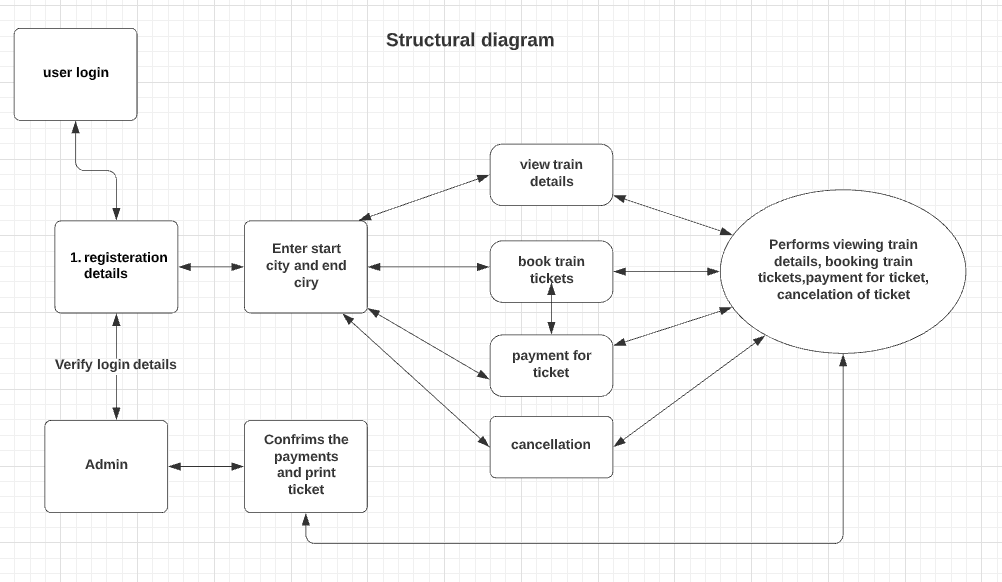 Structural diagram
user login
view train
details
1. registeration
details
Enter start
city and end
ciry
book train
tickets
Performs viewing train
details, booking train
tickets,payment for ticket,
cancelation of ticket
payment for
ticket
Verify login details
cancellation
Admin
Confrims the
payments
and print
ticket